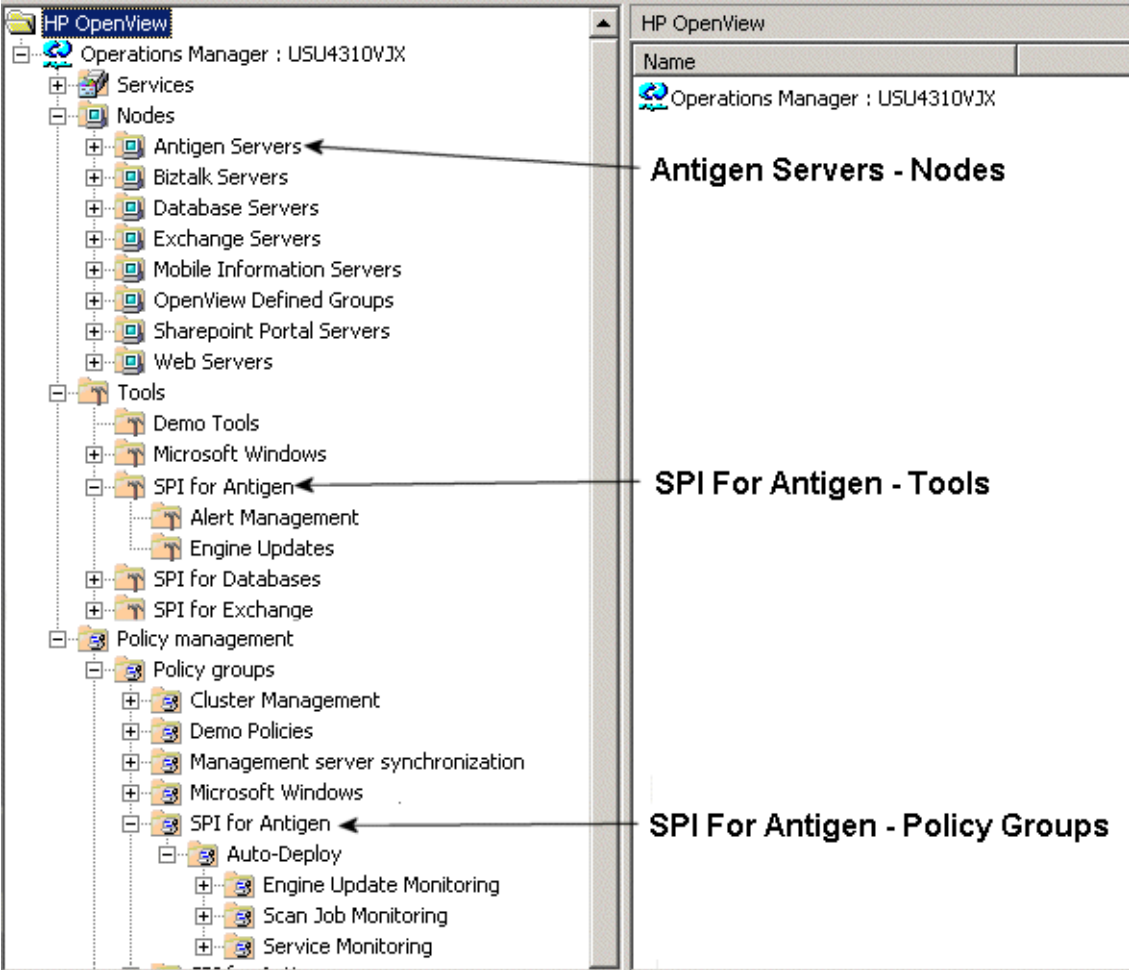 HP OpenView
Operations Manager : USU4310VJX
Services
Nodes
Antigen Servers
Biztalk Servers
Database Servers
Exchange Servers
Mobile Information Servers
OpenView Defined Groups
Sharepoint Portal Servers
Web Servers
Tools
Demo Tools
Microsoft Windows
SPI for Antigen
Alert Management
Engine Updates
SPI for Databases
SPI for Exchange
Policy management
Policy groups
Cluster Management
Demo Policies
Management server synchronization
Microsoft Windows
SPI for Antigen
Auto-Deploy
Engine Update Monitoring
Scan Job Monitoring
Service Monitoring
HP OpenView
Name
Operations Manager : USU4310VJX
Antigen Servers - Nodes
SPI For Antigen - Tools
SPI For Antigen - Policy Groups